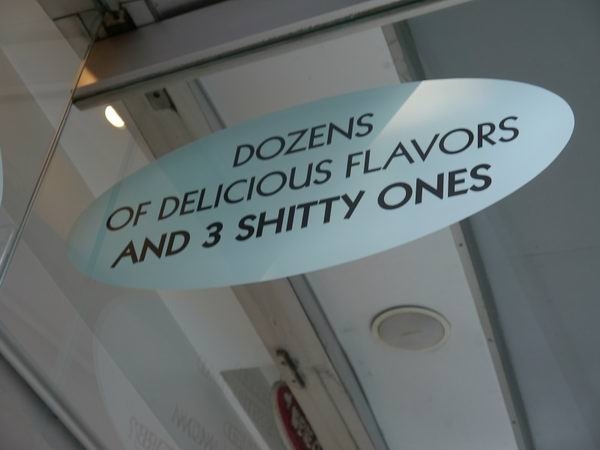 DOZENS
OF DELICIOUS FLAVORS
AND 3 SHITTY ONES